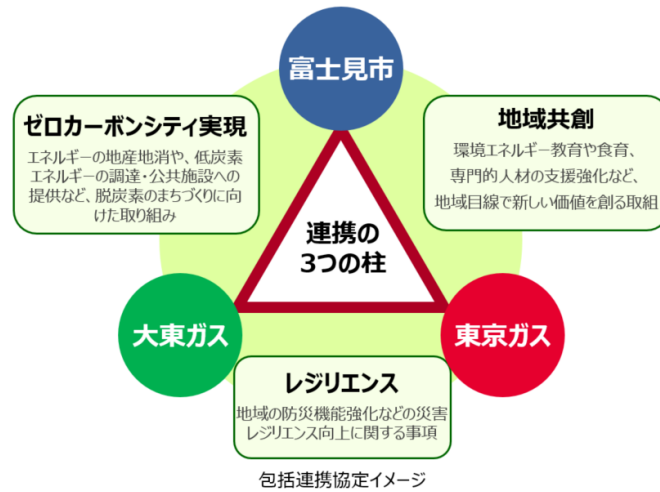 富士見市
ゼロカーボンシティ実現
エネルギーの地産地消や、低炭素
エネルギーの調達・公共施設への
提供など、脱炭素のまちづくりに向
けた取り組み
地域共創
環境エネルギー教育や食育、
専門的人材の支援強化など、
地域目線で新しい価値を創る取組
連携の
3つの柱
大東ガス
東京ガス
レジリエンス
地域の防災機能強化などの災害
レジリエンス向上に関する事項
包括連携協定イメージ